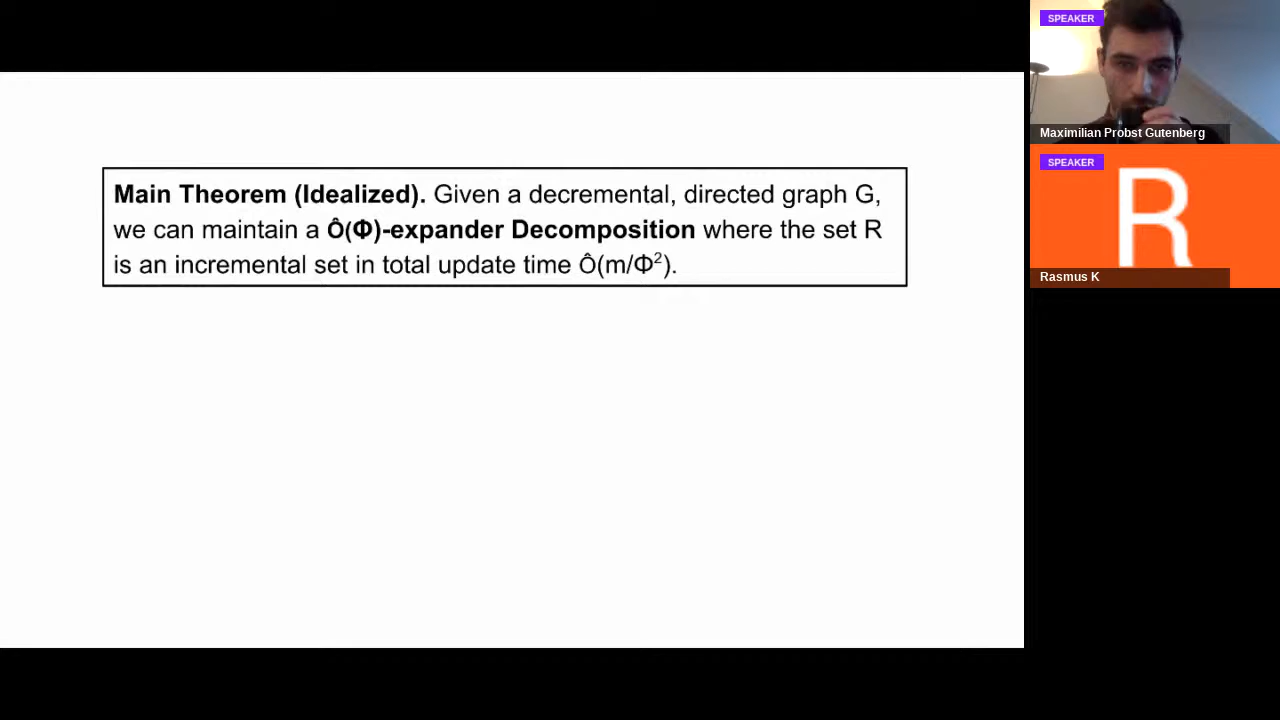 Main Theorem (Idealized). Given a decremental, directed graph G,
we can maintain a Ô(Φ)-expander Decomposition where the set R
is an incremental set in total update time Ô(m/Φ²).
SPEAKER
Maximilian Probst Gutenberg
SPEAKER
R
Rasmus K